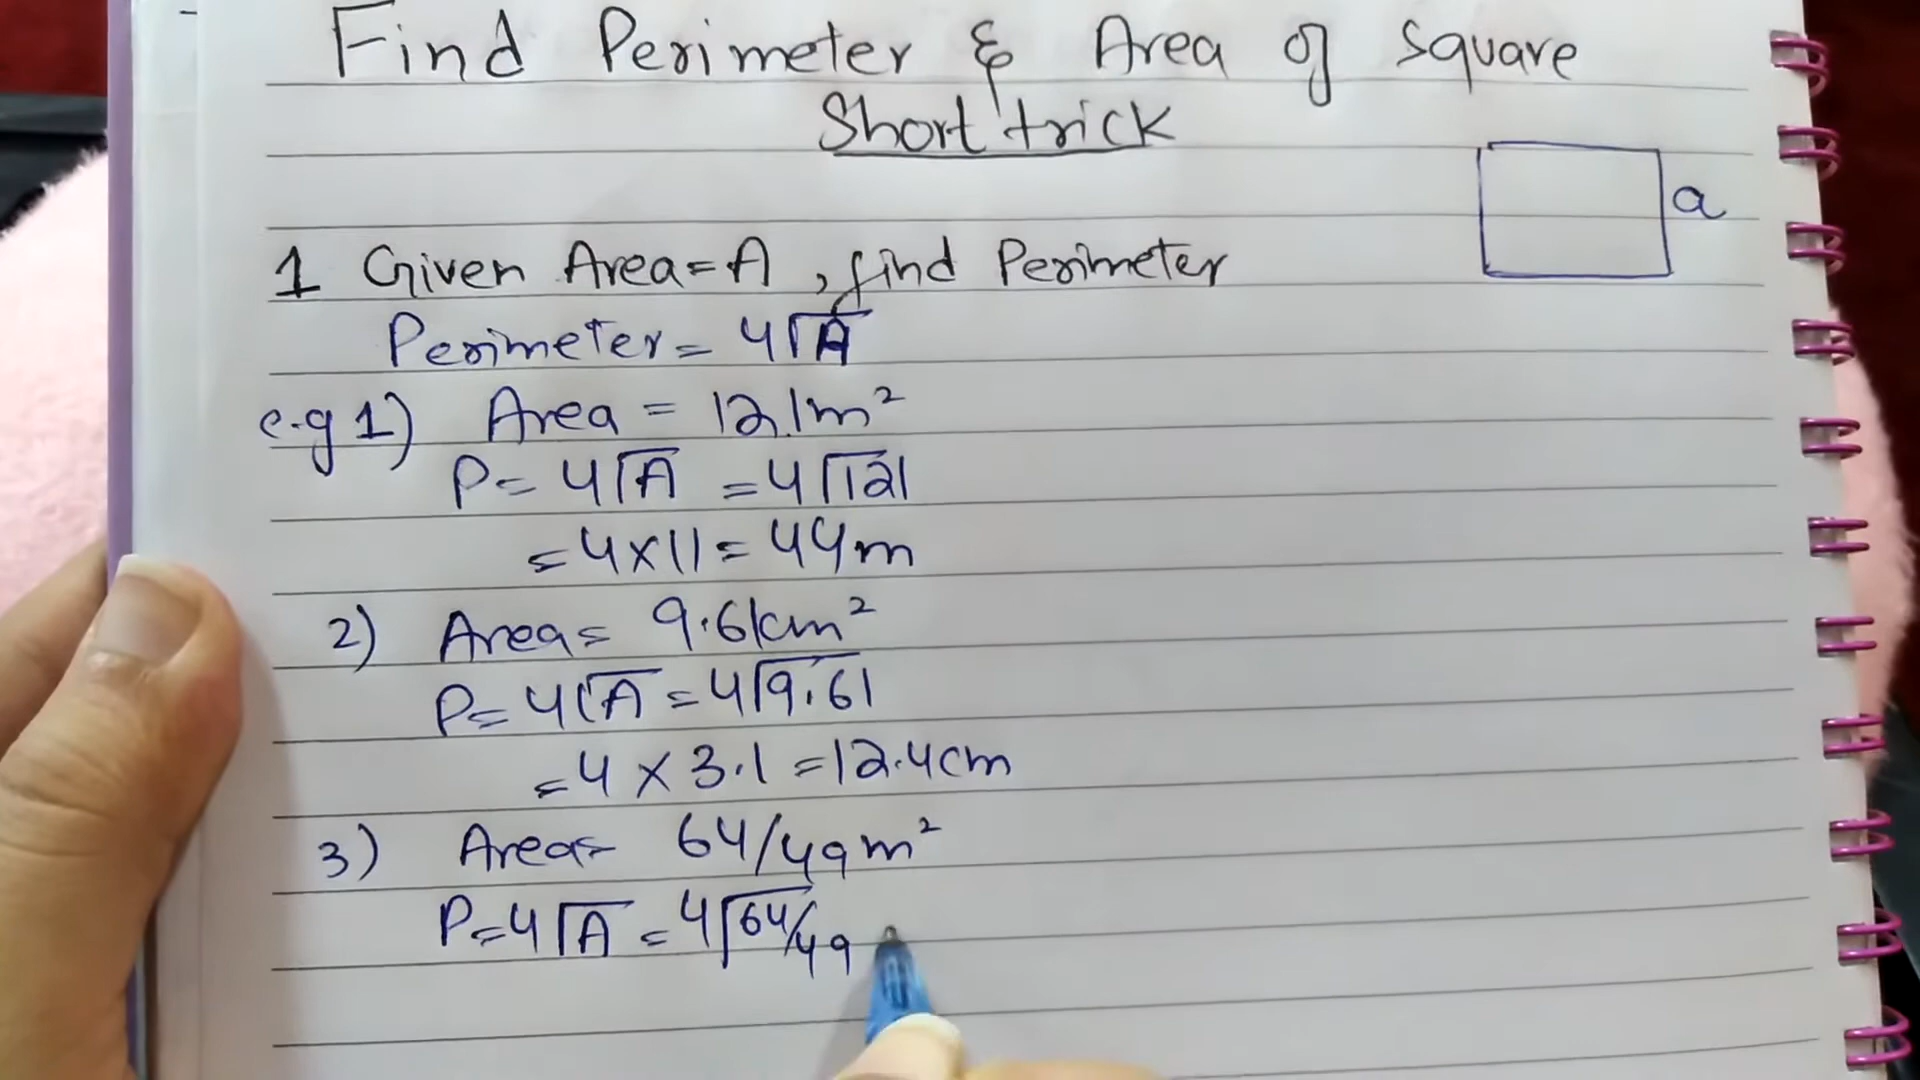 Find Perimeter & Area of square
Short trick
a
1 Given Area=A, find Perimeter
Perimeter= 4√A
e.g 1) Area = 121m²
P= 4√A = 4√121
= 4×11 = 44m
2) Area= 9.61cm²
P= 4√A = 4√9.61
= 4 × 3.1 = 12.4cm
3) Area= 64/49m²
P=4√A = 4√64/49